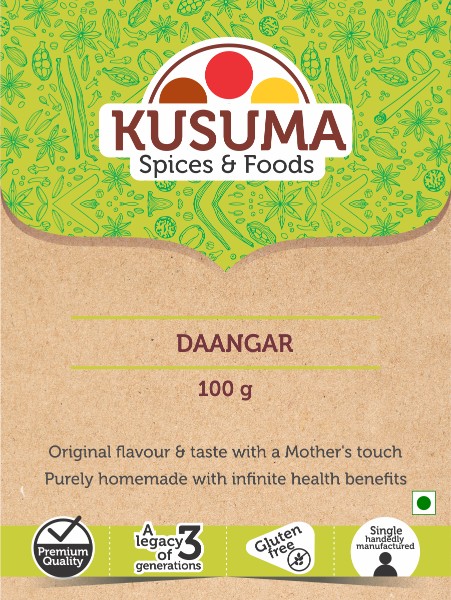 KUSUMA
Spices & Foods
DAANGAR
100 g
Original flavour & taste with a Mother's touch
Purely homemade with infinite health benefits
Premium
Quality
A
legacy 3
of
generations
Gluten
free
Single
handedly
manufactured